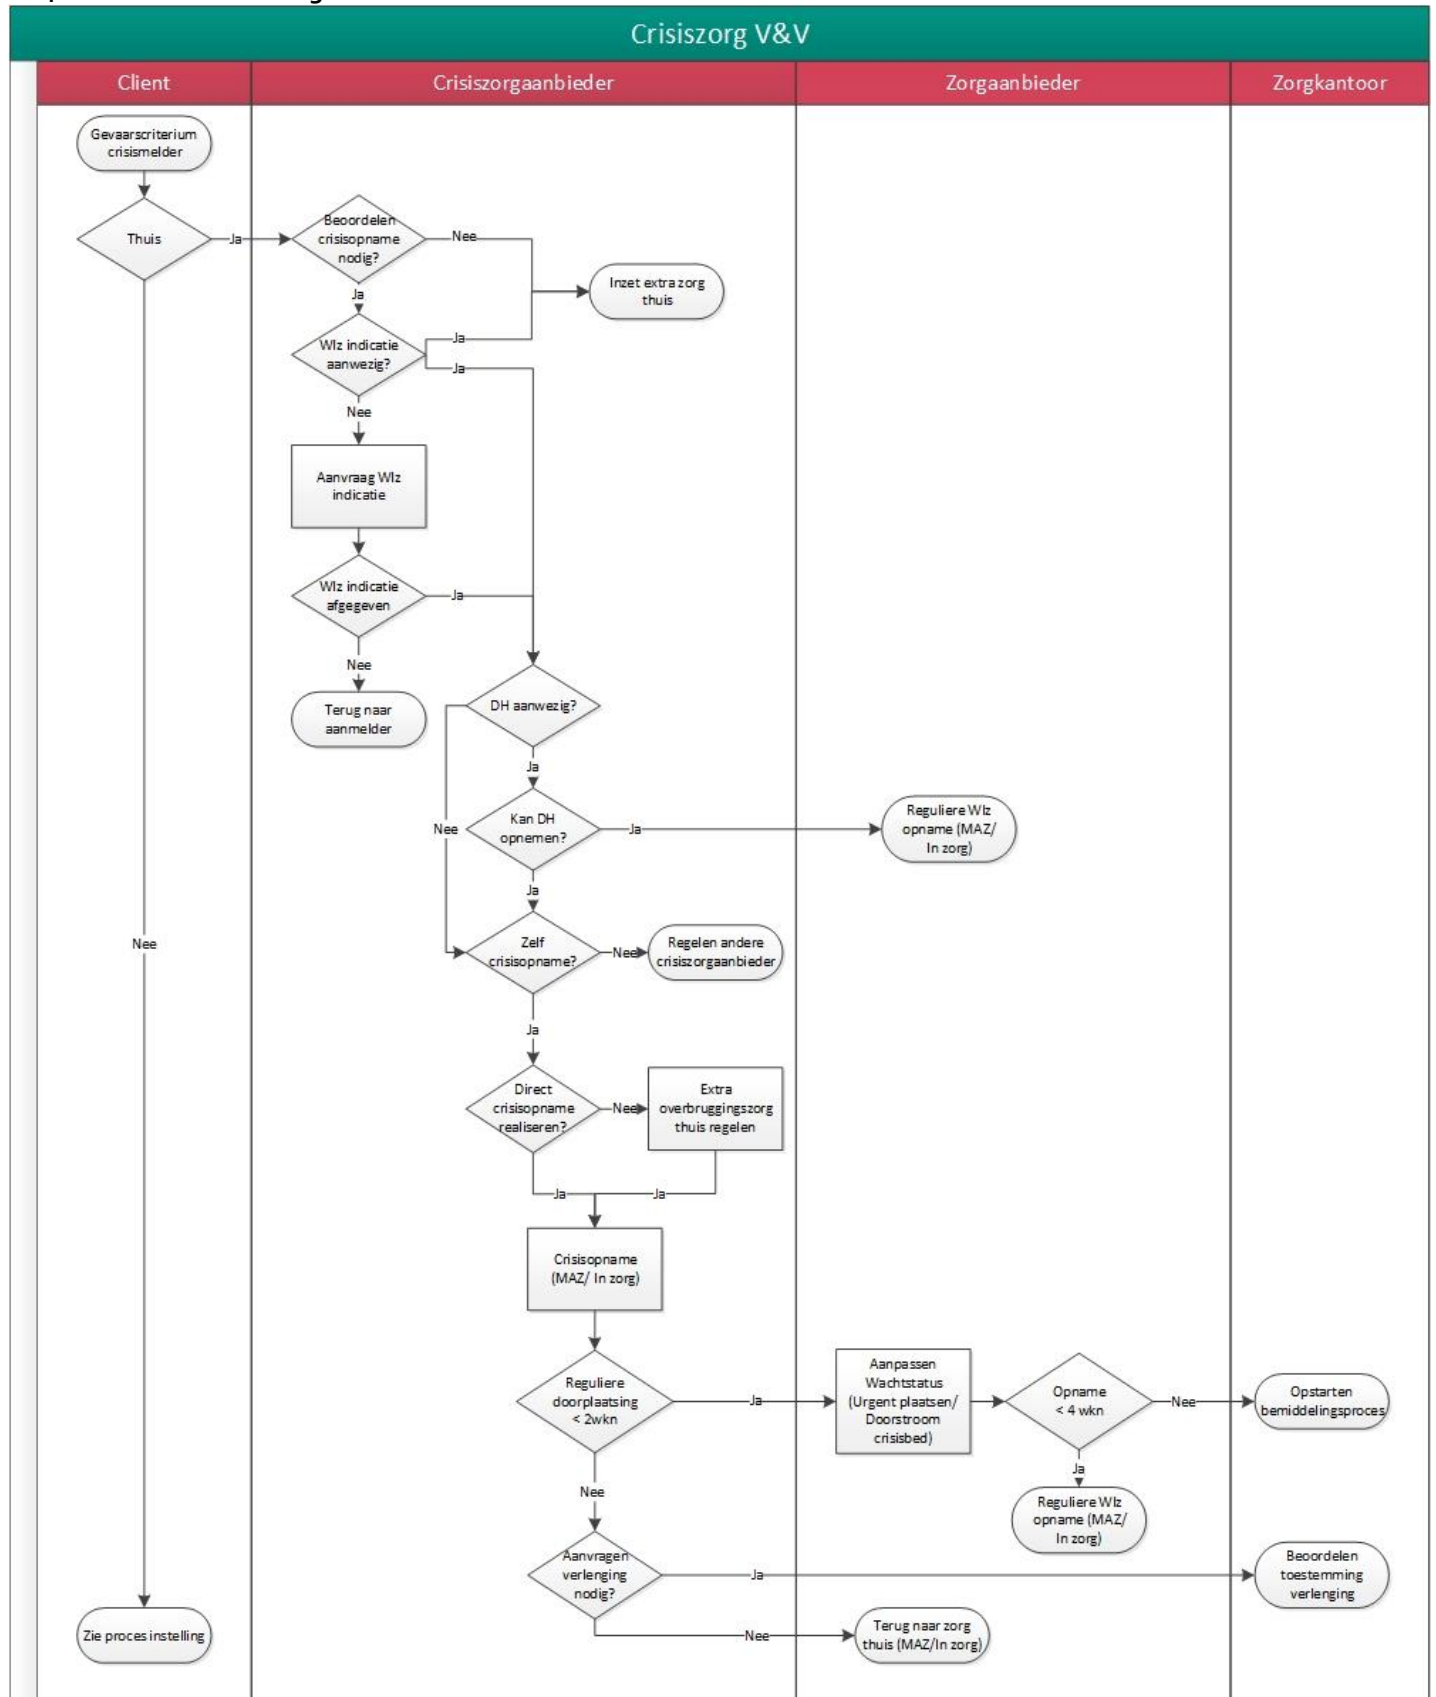 Crisiszorg V&V
Client
Crisiszorgaanbieder
Zorgaanbieder
Zorgkantoor
Gevaarscriterium
crisismelder
Thuis
Ja
Beoordelen
crisisopname
nodig?
Nee
Inzet extra zorg
thuis
Ja
Wlz indicatie
aanwezig?
Ja
Ja
Nee
Aanvraag Wlz
indicatie
Wlz indicatie
afgegeven
Ja
Nee
Terug naar
aanmelder
DH aanwezig?
Ja
Nee
Kan DH
opnemen?
Ja
Reguliere Wlz
opname (MAZ/
In zorg)
Ja
Nee
Zelf
crisisopname?
Nee
Regelen andere
crisiszorgaanbieder
Ja
Direct
crisisopname
realiseren?
Nee
Extra
overbruggingszorg
thuis regelen
Ja
Ja
Crisisopname
(MAZ/ In zorg)
Reguliere
doorplaatsing
< 2wkn
Ja
Aanpassen
Wachtstatus
(Urgent plaatsen/
Doorstroom
crisisbed)
Opname
< 4 wkn
Nee
Opstarten
bemiddelingsproces
Ja
Reguliere Wlz
opname (MAZ/
In zorg)
Nee
Aanvragen
verlenging
nodig?
Ja
Beoordelen
toestemming
verlenging
Nee
Terug naar zorg
thuis (MAZ/In zorg)
Zie proces instelling